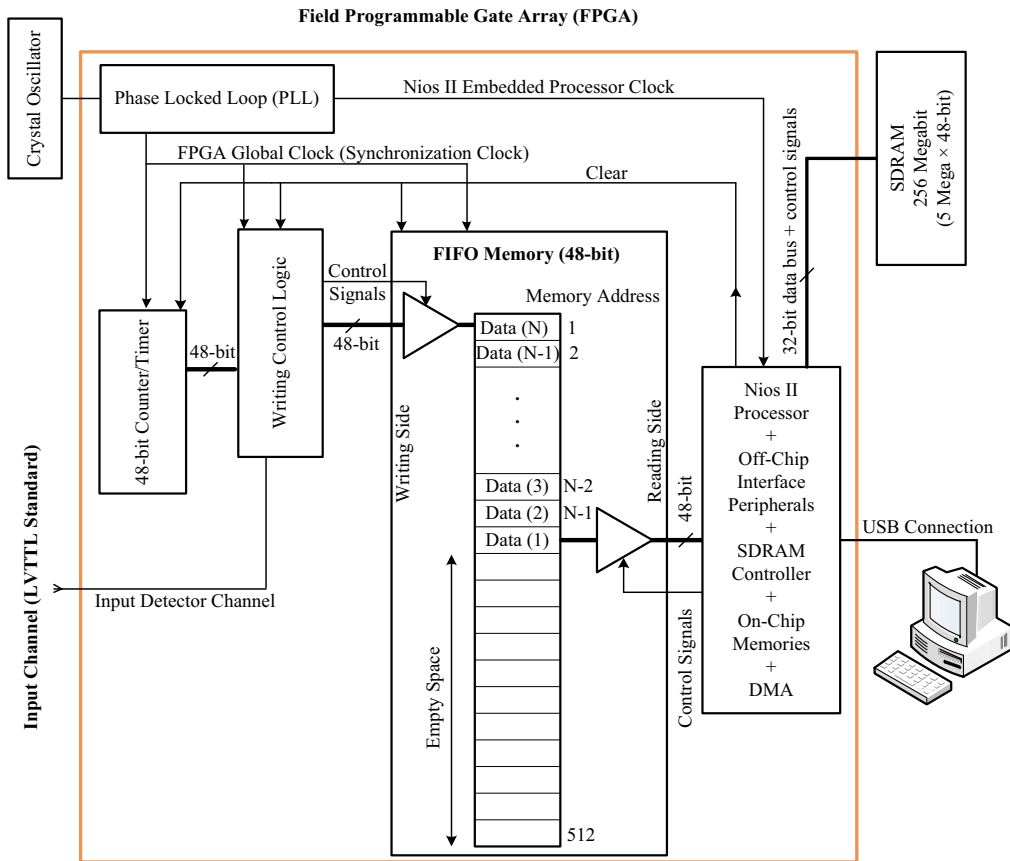 Field Programmable Gate Array (FPGA)
Crystal Oscillator
Phase Locked Loop (PLL)
Nios II Embedded Processor Clock
FPGA Global Clock (Synchronization Clock)
Clear
SDRAM
256 Megabit
(5 Mega × 48-bit)
32-bit data bus + control signals
48-bit Counter/Timer
48-bit
Writing Control Logic
Control
Signals
48-bit
FIFO Memory (48-bit)
Memory Address
Data (N)
1
Data (N-1)
2
.
.
.
Data (3)
N-2
Data (2)
N-1
Data (1)
Writing Side
Reading Side
Empty Space
512
48-bit
Control Signals
Nios II
Processor
+
Off-Chip
Interface
Peripherals
+
SDRAM
Controller
+
On-Chip
Memories
+
DMA
USB Connection
Input Channel (LVTTL Standard)
Input Detector Channel